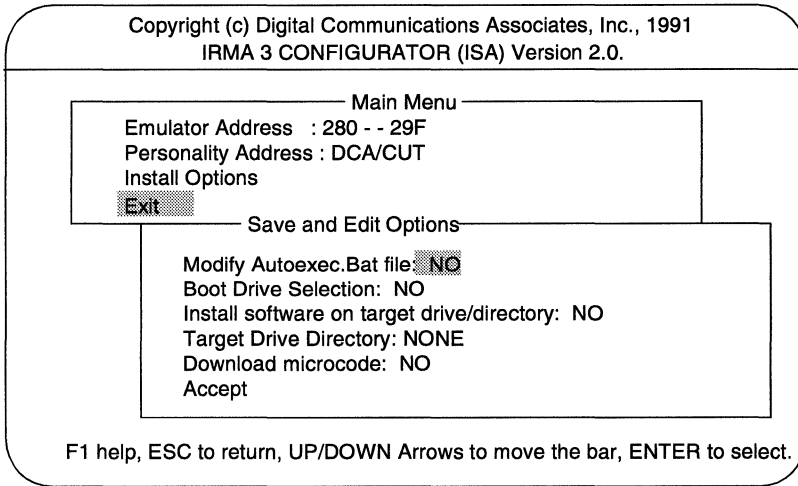 Copyright (c) Digital Communications Associates, Inc., 1991
IRMA 3 CONFIGURATOR (ISA) Version 2.0.
Main Menu
Emulator Address : 280 - - 29F
Personality Address : DCA/CUT
Install Options
Exit
Save and Edit Options
Modify Autoexec.Bat file: NO
Boot Drive Selection: NO
Install software on target drive/directory: NO
Target Drive Directory: NONE
Download microcode: NO
Accept
F1 help, ESC to return, UP/DOWN Arrows to move the bar, ENTER to select.